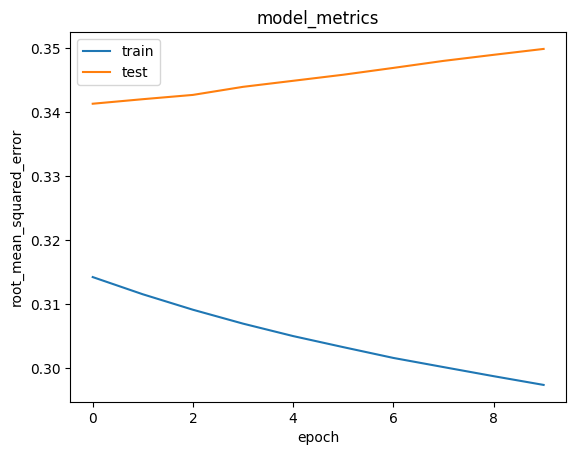 model_metrics
train
test
root_mean_squared_error
0.35
0.34
0.33
0.32
0.31
0.30
0 2 4 6 8
epoch